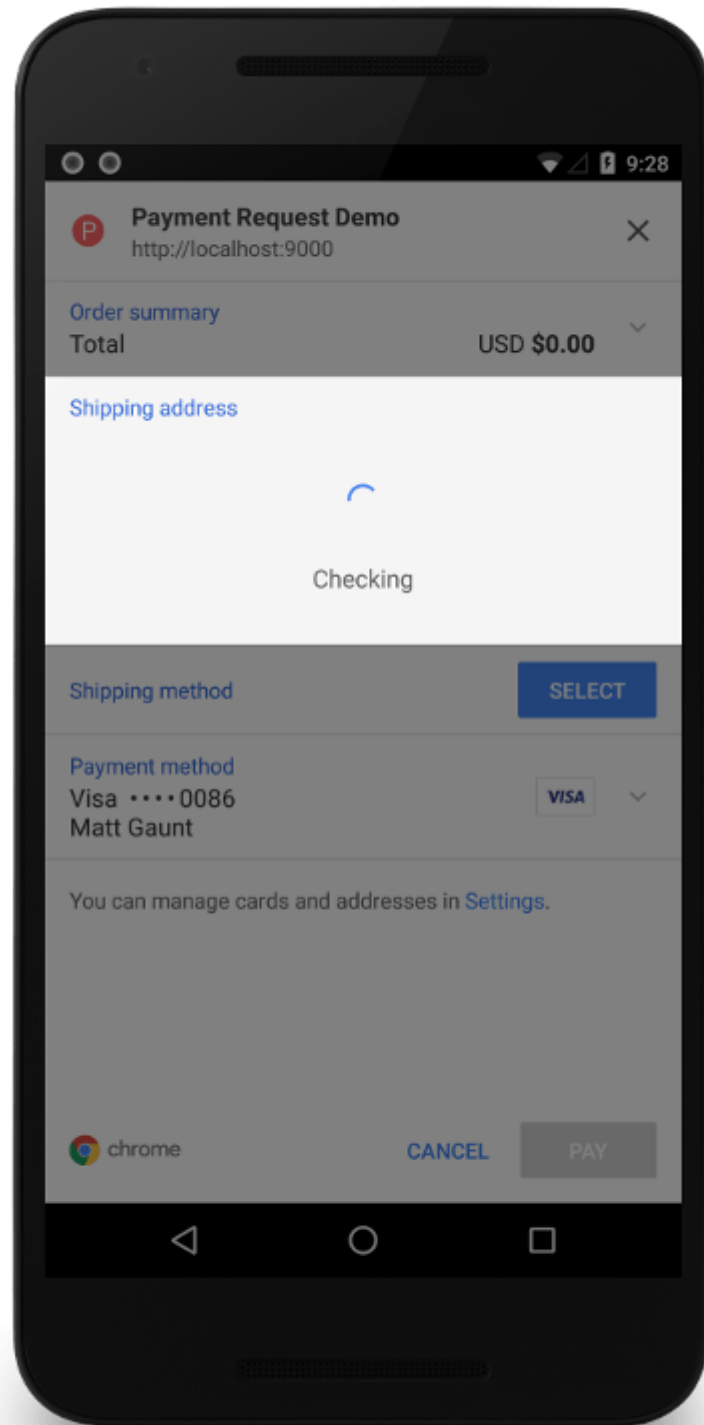 9:28
P
Payment Request Demo
http://localhost:9000
Order summary
Total USD $0.00
Shipping address
Checking
Shipping method SELECT
Payment method
Visa ････0086 VISA
Matt Gaunt
You can manage cards and addresses in Settings.
chrome CANCEL PAY